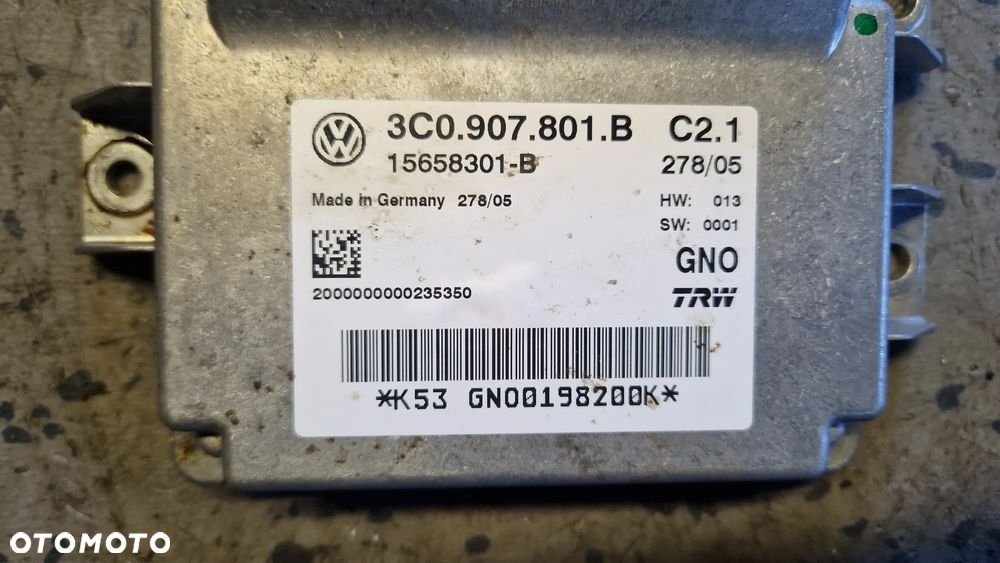 3C0.907.801.B C2.1
15658301-B 278/05
Made in Germany 278/05 HW: 013
SW: 0001
GNO
TRW
2000000000235350
*K53 GNO0198200K*
OTOMOTO